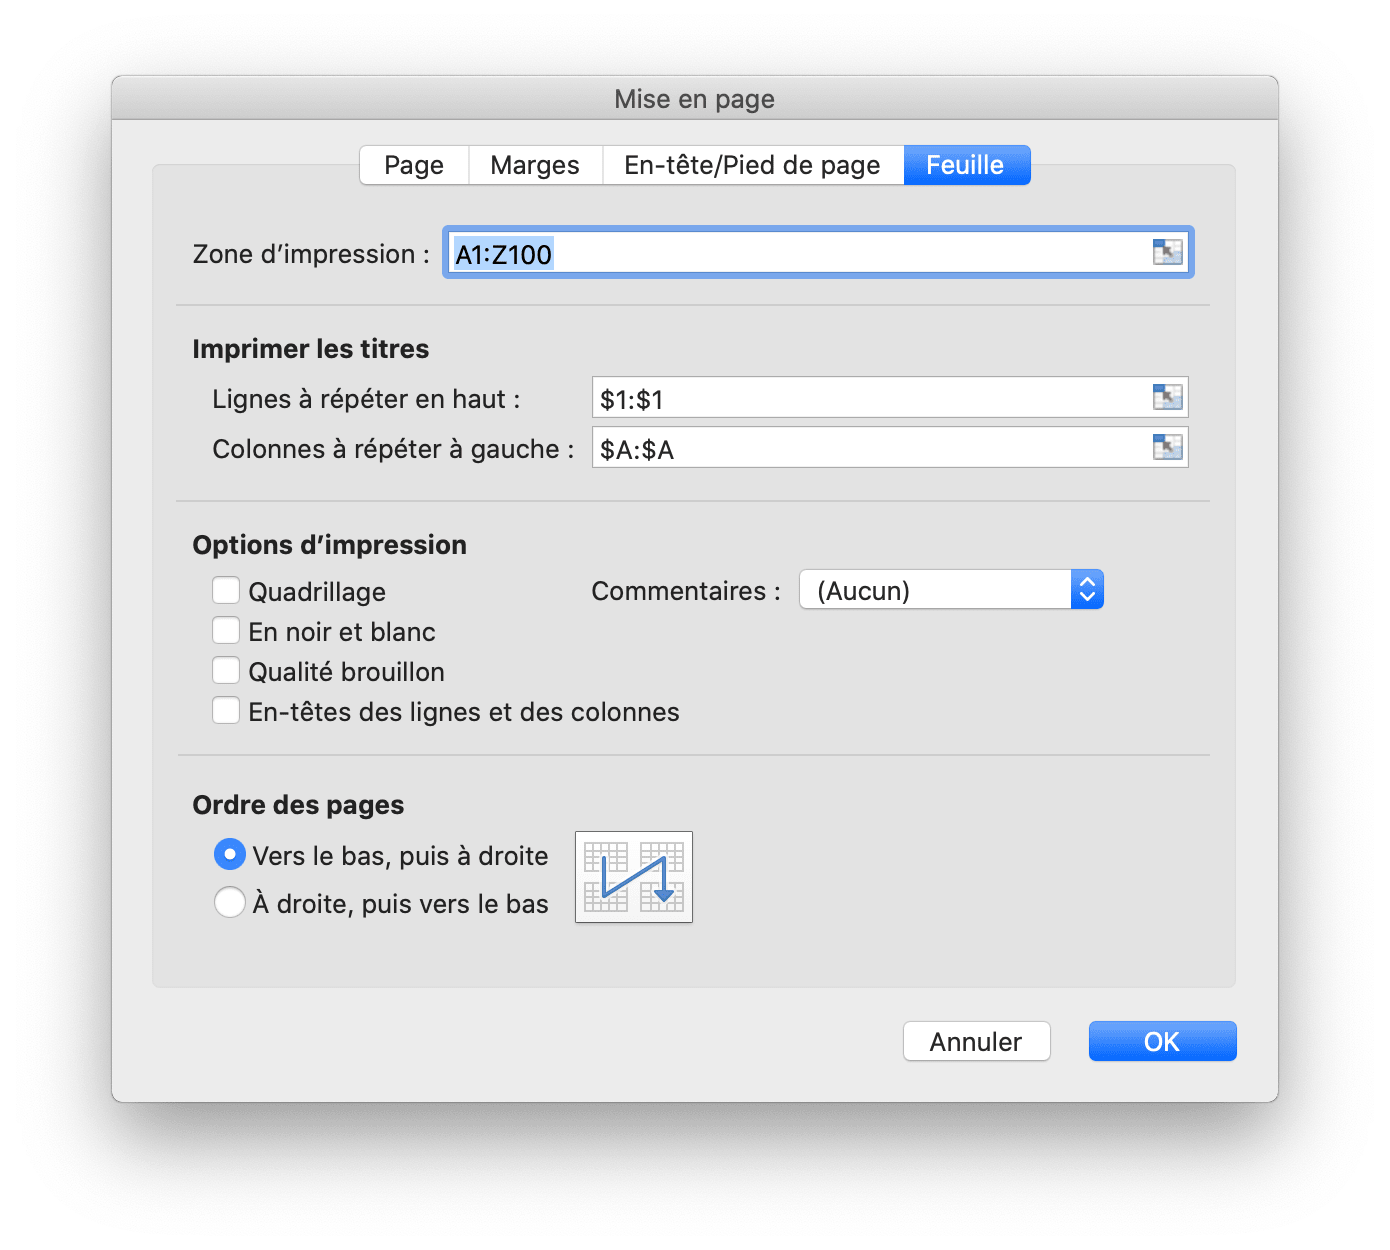 Mise en page
Page Marges En-tête/Pied de page Feuille
Zone d’impression : A1:Z100
Imprimer les titres
Lignes à répéter en haut : $1:$1
Colonnes à répéter à gauche : $A:$A
Options d’impression
Quadrillage Commentaires : (Aucun)
En noir et blanc
Qualité brouillon
En-têtes des lignes et des colonnes
Ordre des pages
Vers le bas, puis à droite
À droite, puis vers le bas
Annuler OK